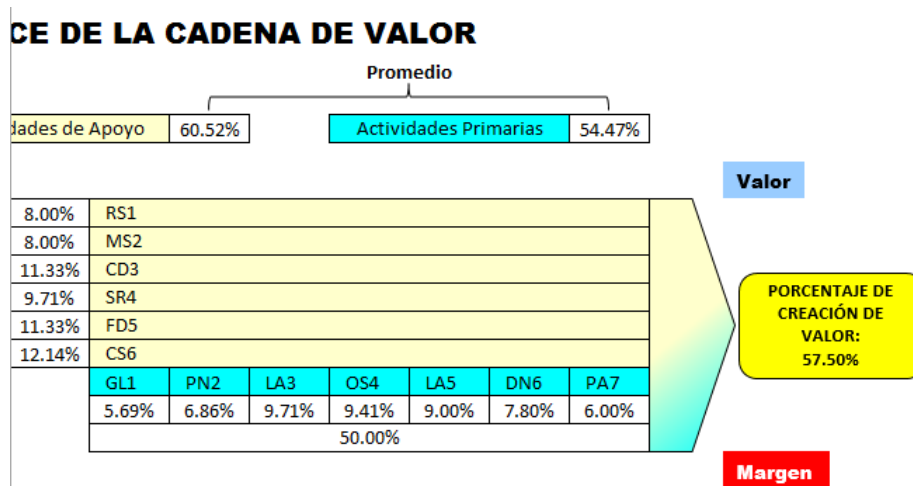 CE DE LA CADENA DE VALOR
Promedio
dades de Apoyo 60.52% Actividades Primarias 54.47%
Valor
8.00% RS1
8.00% MS2
11.33% CD3
9.71% SR4
11.33% FD5
12.14% CS6
PORCENTAJE DE
CREACIÓN DE
VALOR:
57.50%
GL1 PN2 LA3 OS4 LA5 DN6 PA7
5.69% 6.86% 9.71% 9.41% 9.00% 7.80% 6.00%
50.00%
Margen